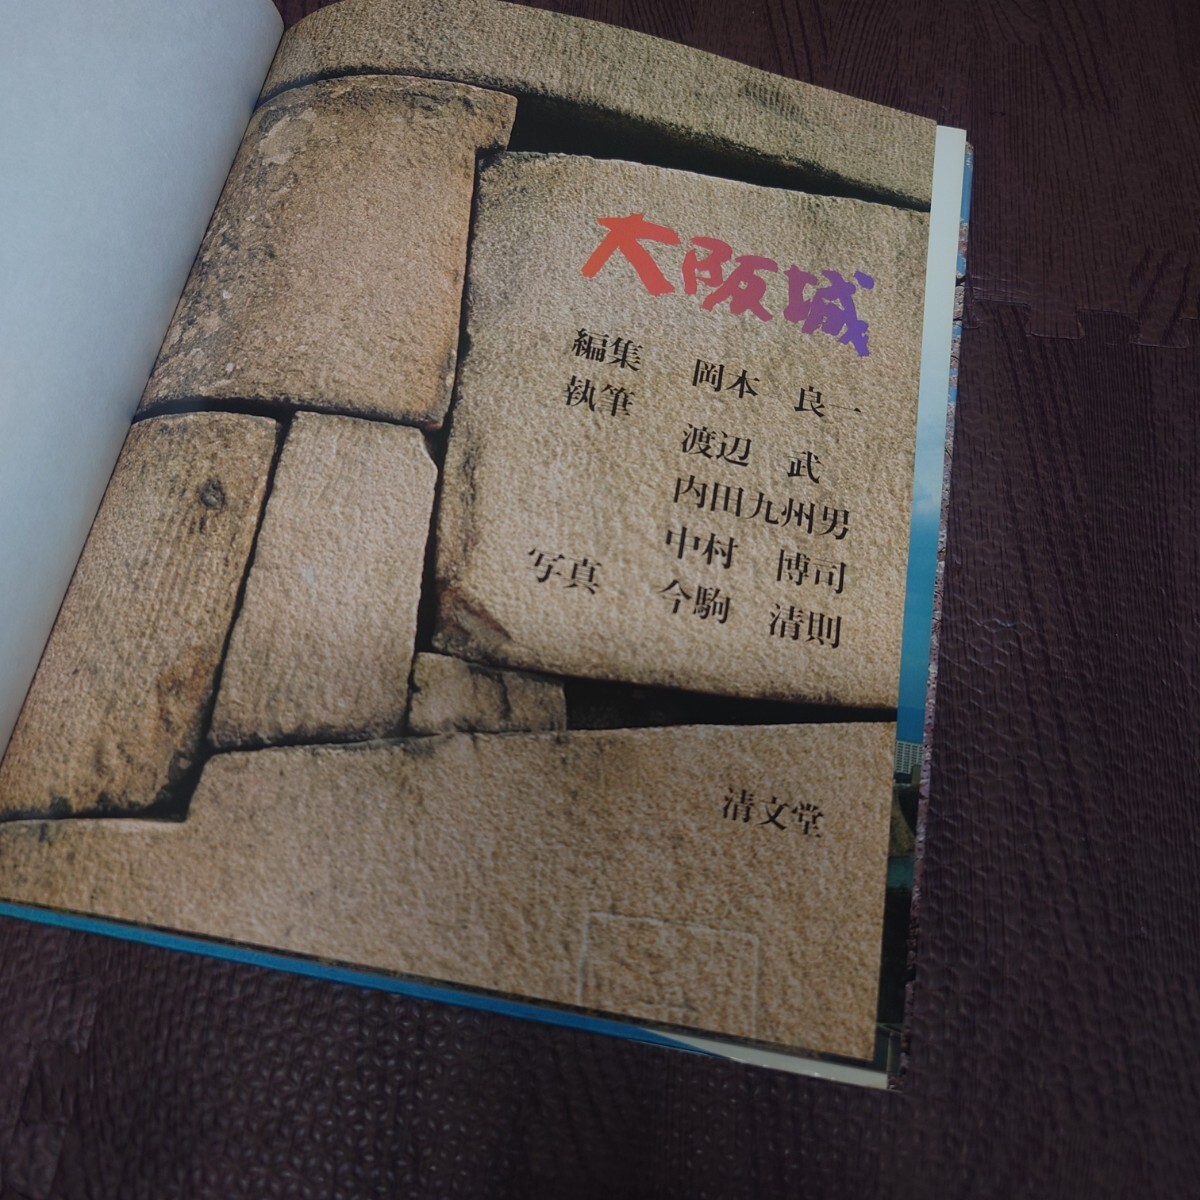 大阪城
編集 岡本 良一
執筆 渡辺 武
内田九州男
中村 博司
写真 今駒 清則
清文堂